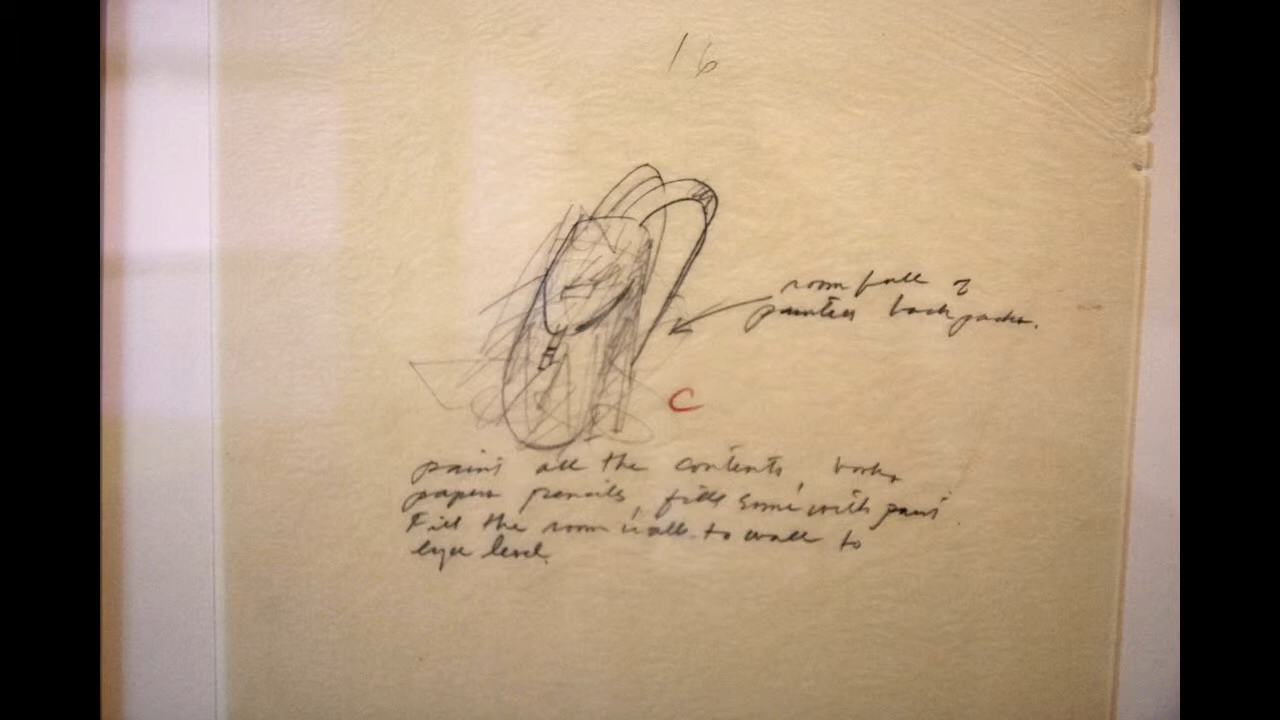 16
room full of
painted backpacks.
C
paint all the contents, books,
papers pencils, fill some with paint
Fill the room wall to wall to
eye level.